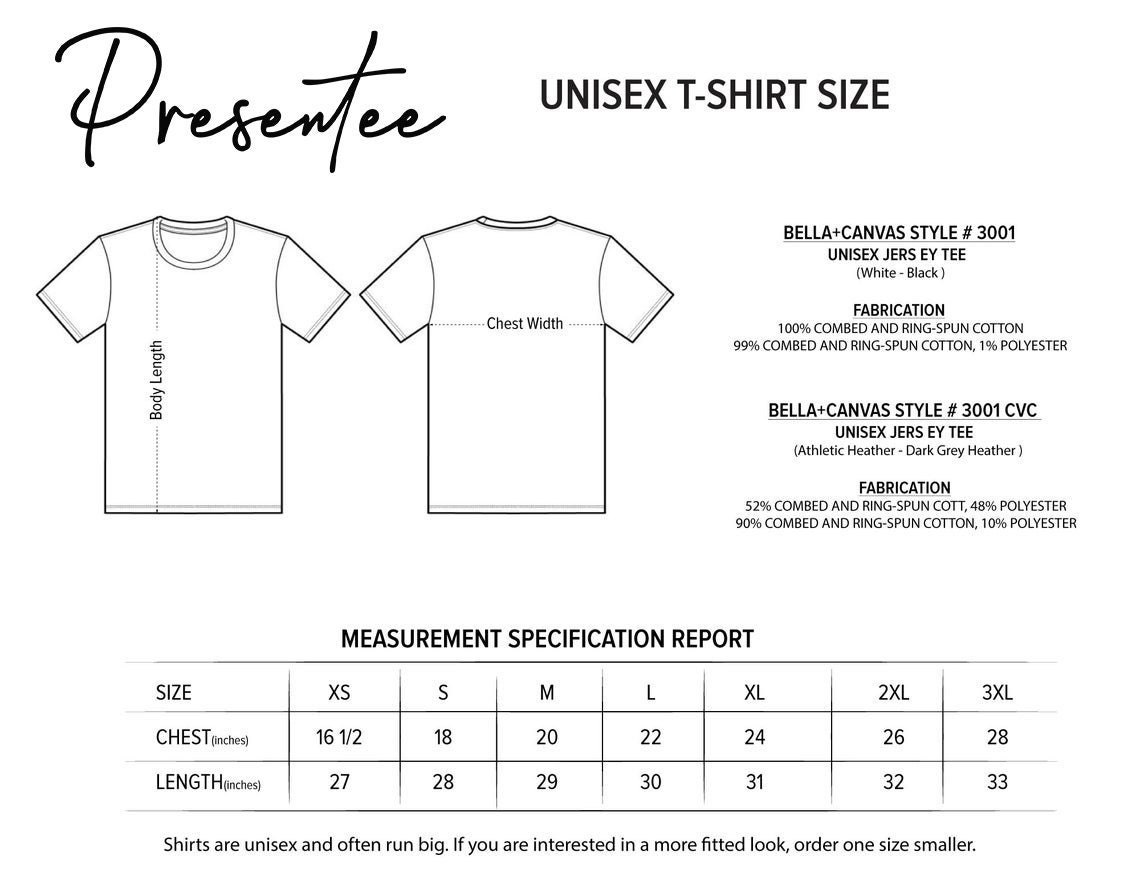 Presentee
UNISEX T-SHIRT SIZE
Body Length
Chest Width
BELLA+CANVAS STYLE # 3001
UNISEX JERS EY TEE
(White - Black )
FABRICATION
100% COMBED AND RING-SPUN COTTON
99% COMBED AND RING-SPUN COTTON, 1% POLYESTER
BELLA+CANVAS STYLE # 3001 CVC
UNISEX JERS EY TEE
(Athletic Heather - Dark Grey Heather )
FABRICATION
52% COMBED AND RING-SPUN COTT, 48% POLYESTER
90% COMBED AND RING-SPUN COTTON, 10% POLYESTER
MEASUREMENT SPECIFICATION REPORT
SIZE XS S M L XL 2XL 3XL
CHEST(inches) 16 1/2 18 20 22 24 26 28
LENGTH(inches) 27 28 29 30 31 32 33
Shirts are unisex and often run big. If you are interested in a more fitted look, order one size smaller.